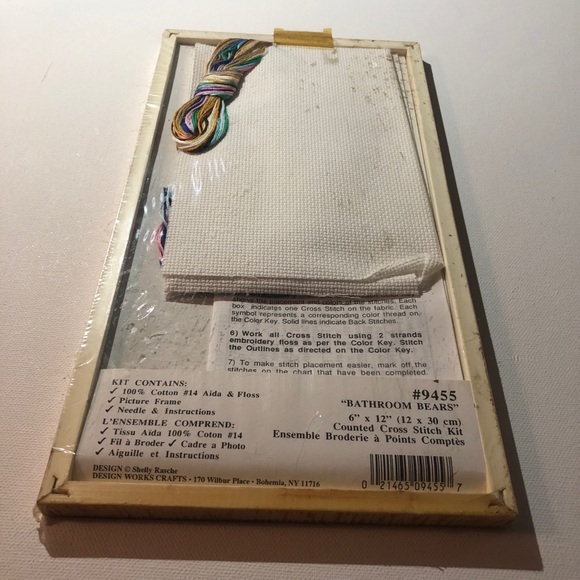 box indicates one Cross Stitch on the fabric. Each
symbol represents a corresponding color thread on
the Color Key. Solid lines indicate Back Stitches.
6) Work all Cross Stitch using 2 strands
embroidery floss as per the Color Key. Stitch
the Outlines as directed on the Color Key.
7) To make stitch placement easier, mark off the
stitches on the chart that have been completed.
KIT CONTAINS:
✓ 100% Cotton #14 Aida & Floss
✓ Picture Frame
✓ Needle & Instructions
L'ENSEMBLE COMPREND:
✓ Tissu Aida 100% Coton #14
✓ Fil à Broder ✓ Cadre a Photo
✓ Aiguille et Instructions
DESIGN © Shelly Rasche
DESIGN WORKS CRAFTS • 170 Wilbur Place • Bohemia, NY 11716
#9455
"BATHROOM BEARS"
6" x 12" (12 x 30 cm)
Counted Cross Stitch Kit
Ensemble Broderie à Points Comptès
0 21465 09455 7